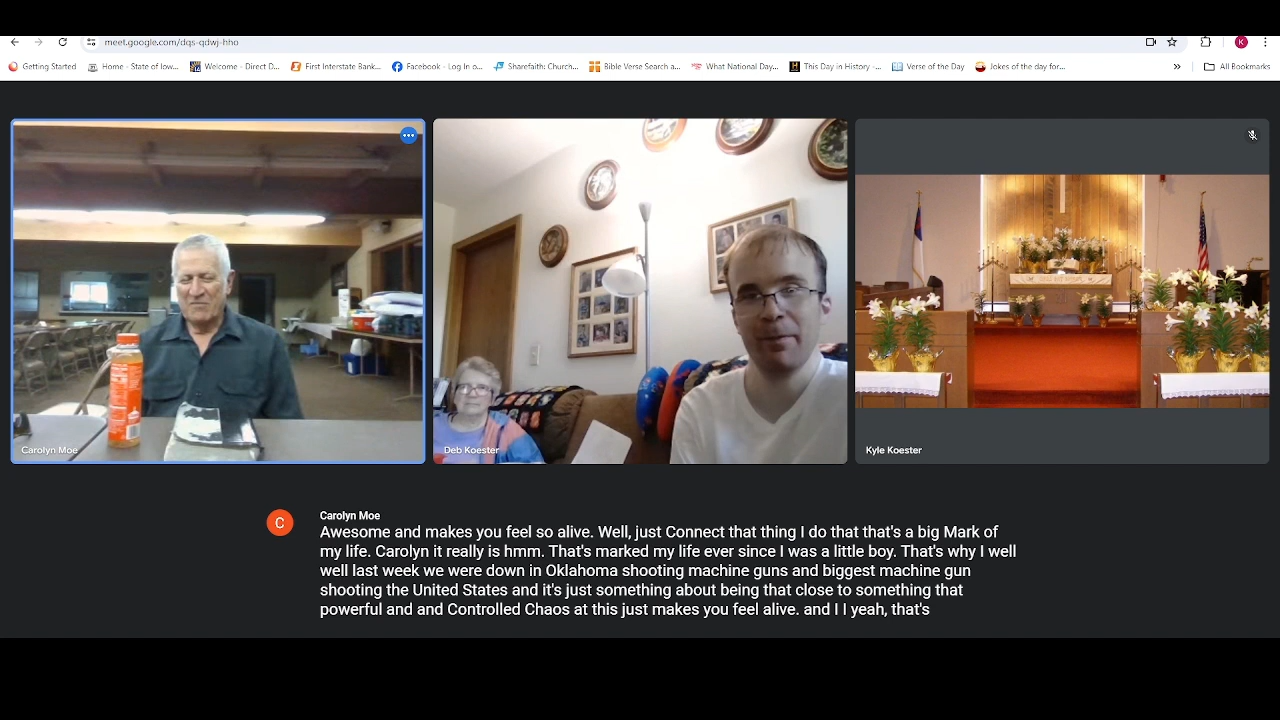 meet.google.com/dqs-qdwj-hho
Getting Started
Home - State of Iow...
Welcome - Direct D...
First Interstate Bank...
Facebook - Log In o...
Sharefaith: Church...
Bible Verse Search a...
What National Day...
This Day in History -...
Verse of the Day
Jokes of the day for...
»
All Bookmarks
K
Carolyn Moe
Deb Koester
Kyle Koester
C
Carolyn Moe
Awesome and makes you feel so alive. Well, just Connect that thing I do that that's a big Mark of
my life. Carolyn it really is hmm. That's marked my life ever since I was a little boy. That's why I well
well last week we were down in Oklahoma shooting machine guns and biggest machine gun
shooting the United States and it's just something about being that close to something that
powerful and and Controlled Chaos at this just makes you feel alive. and I I yeah, that's